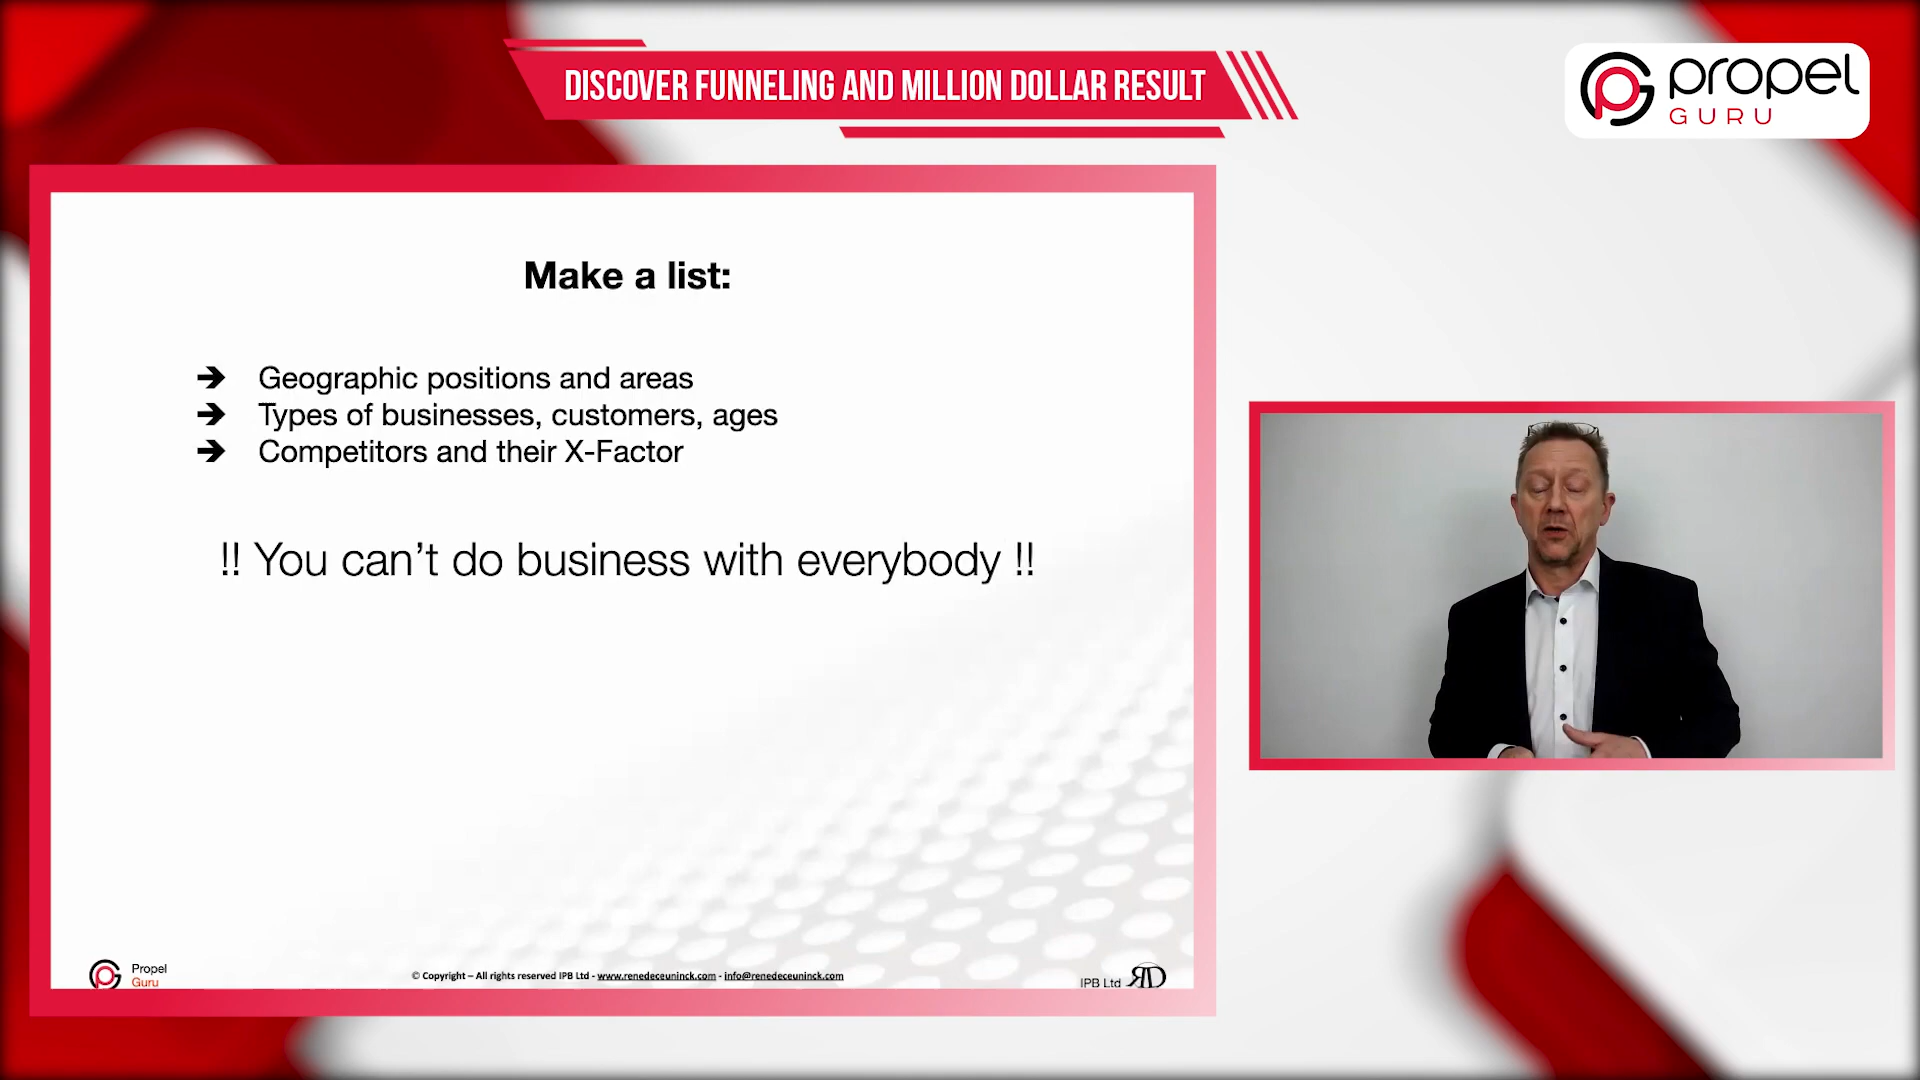 DISCOVER FUNNELING AND MILLION DOLLAR RESULT
propel
GURU
Make a list:
➔ Geographic positions and areas
➔ Types of businesses, customers, ages
➔ Competitors and their X-Factor
!! You can’t do business with everybody !!
Propel
Guru
© Copyright – All rights reserved IPB Ltd - www.renedeceuninck.com - info@renedeceuninck.com
IPB Ltd